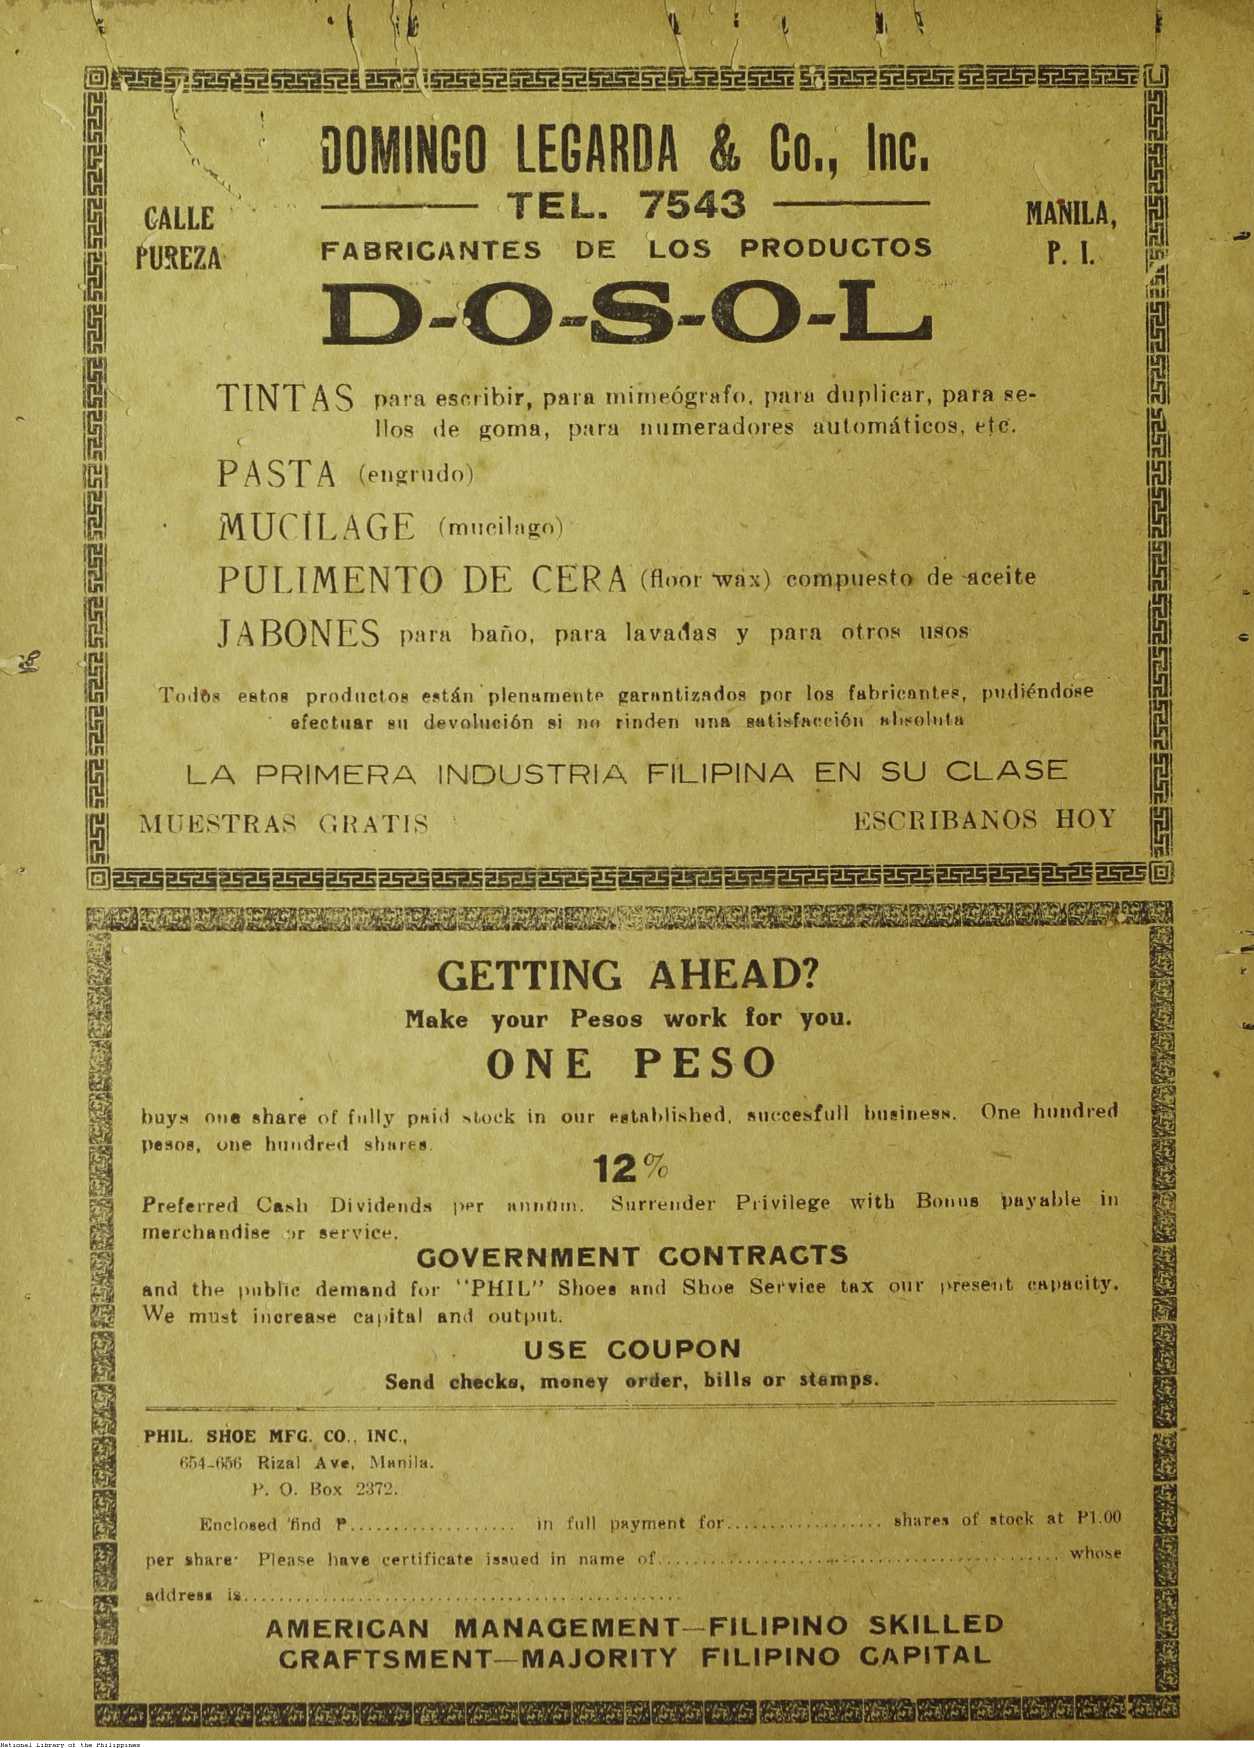 DOMINGO LEGARDA & Co., Inc.
TEL. 7543
CALLE
PUREZA
MANILA,
P. I.
FABRICANTES DE LOS PRODUCTOS
D-O-S-O-L
TINTAS para escribir, para mimeógrafo, para duplicar, para se-
llos de goma, para numeradores automáticos, etc.
PASTA (engrudo)
MUCILAGE (mucilago)
PULIMENTO DE CERA (floor wax) compuesto de aceite
JABONES para baño, para lavadas y para otros usos
Todos estos productos están plenamente garantizados por los fabricantes, pudiéndose
efectuar su devolución si no rinden una satisfacción absoluta
LA PRIMERA INDUSTRIA FILIPINA EN SU CLASE
MUESTRAS GRATIS
ESCRIBANOS HOY
GETTING AHEAD?
Make your Pesos work for you.
ONE PESO
buys one share of fully paid stock in our established, succesfull business. One hundred
pesos, one hundred shares.
12%
Preferred Cash Dividends per annum. Surrender Privilege with Bonus payable in
merchandise or service.
GOVERNMENT CONTRACTS
and the public demand for "PHIL" Shoes and Shoe Service tax our present capacity.
We must increase capital and output.
USE COUPON
Send checks, money order, bills or stamps.
PHIL. SHOE MFG. CO., INC.,
654-656 Rizal Ave, Manila.
P. O. Box 2372.
Enclosed find ₱................... in full payment for.................. shares of stock at ₱1.00
per share. Please have certificate issued in name of.............................................. whose
address is..................................................
AMERICAN MANAGEMENT—FILIPINO SKILLED
CRAFTSMENT—MAJORITY FILIPINO CAPITAL
National Library of the Philippines